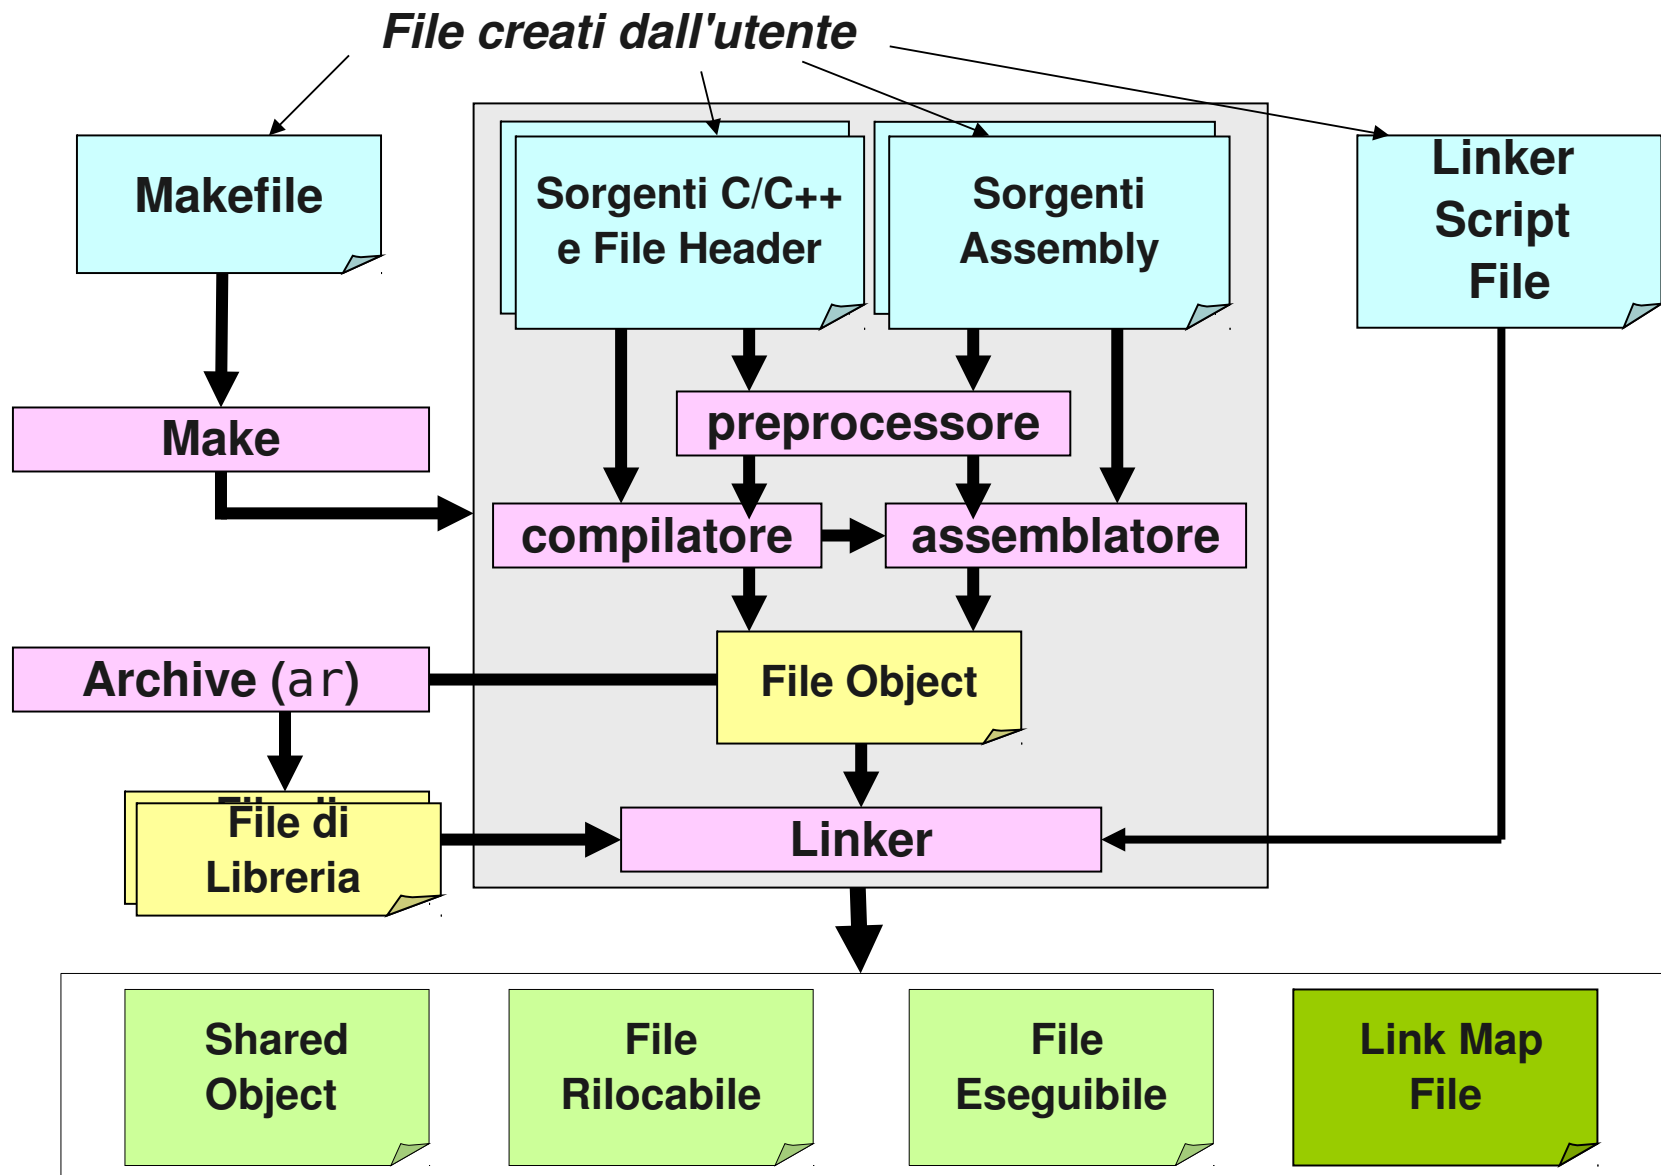 File creati dall'utente
Makefile
Sorgenti C/C++
e File Header
Sorgenti
Assembly
Linker
Script
File
Make
preprocessore
compilatore
assemblatore
Archive (ar)
File Object
File di
Libreria
Linker
Shared
Object
File
Rilocabile
File
Eseguibile
Link Map
File